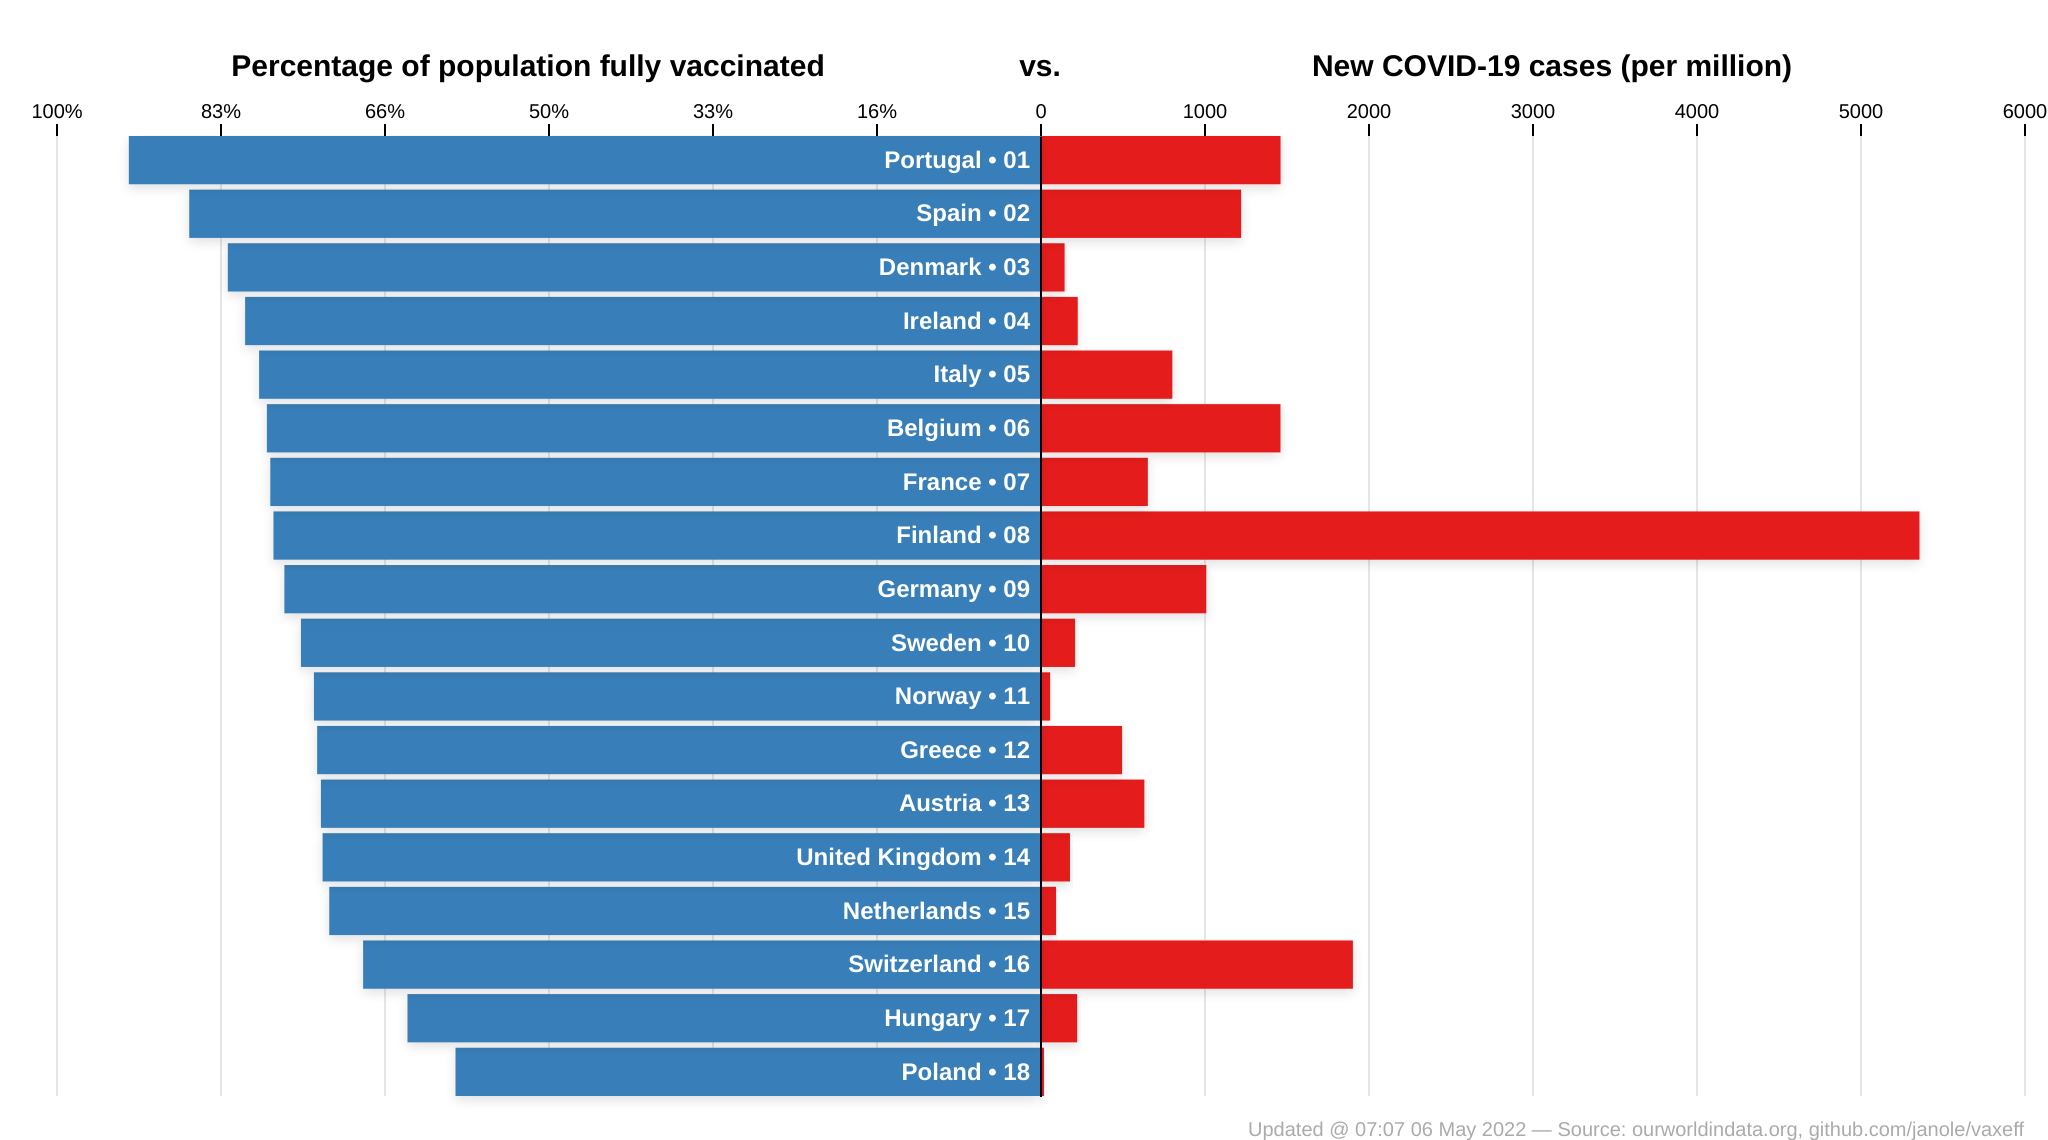 Percentage of population fully vaccinated vs. New COVID-19 cases (per million)
100% 83% 66% 50% 33% 16% 0 1000 2000 3000 4000 5000 6000
Portugal • 01
Spain • 02
Denmark • 03
Ireland • 04
Italy • 05
Belgium • 06
France • 07
Finland • 08
Germany • 09
Sweden • 10
Norway • 11
Greece • 12
Austria • 13
United Kingdom • 14
Netherlands • 15
Switzerland • 16
Hungary • 17
Poland • 18
Updated @ 07:07 06 May 2022 — Source: ourworldindata.org, github.com/janole/vaxeff